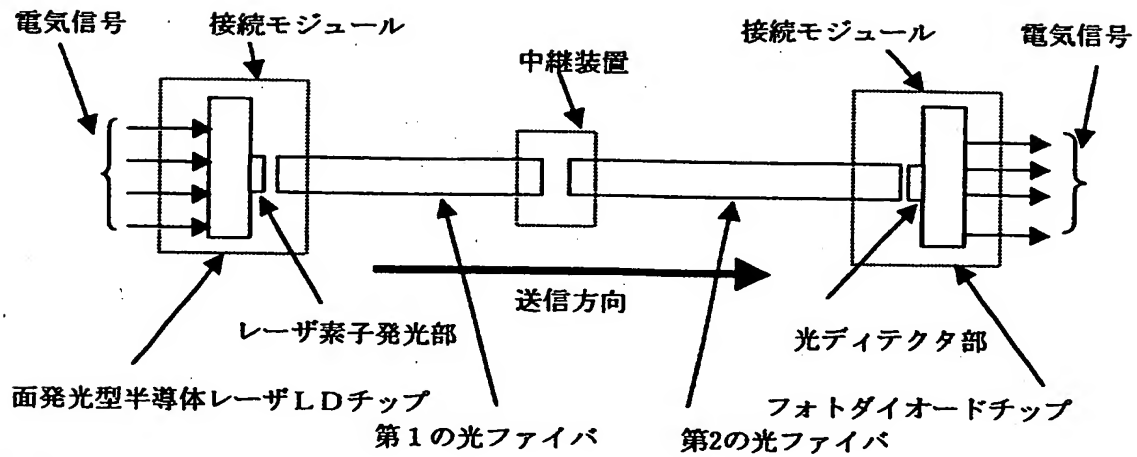 電気信号
接続モジュール
中継装置
接続モジュール
電気信号
送信方向
レーザ素子発光部
光ディテクタ部
面発光型半導体レーザＬＤチップ
フォトダイオードチップ
第１の光ファイバ
第2の光ファイバ